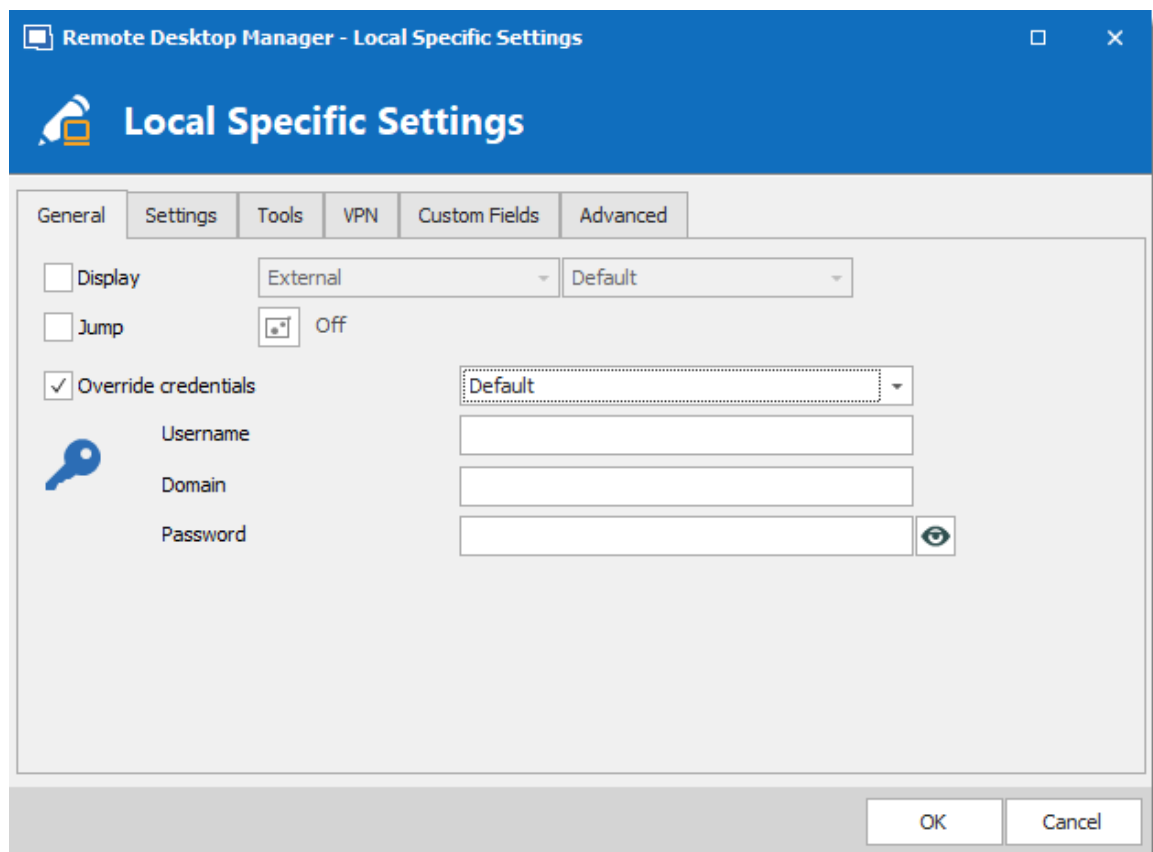 Remote Desktop Manager - Local Specific Settings
Local Specific Settings
General Settings Tools VPN Custom Fields Advanced
Display External Default
Jump Off
Override credentials Default
Username
Domain
Password
OK Cancel